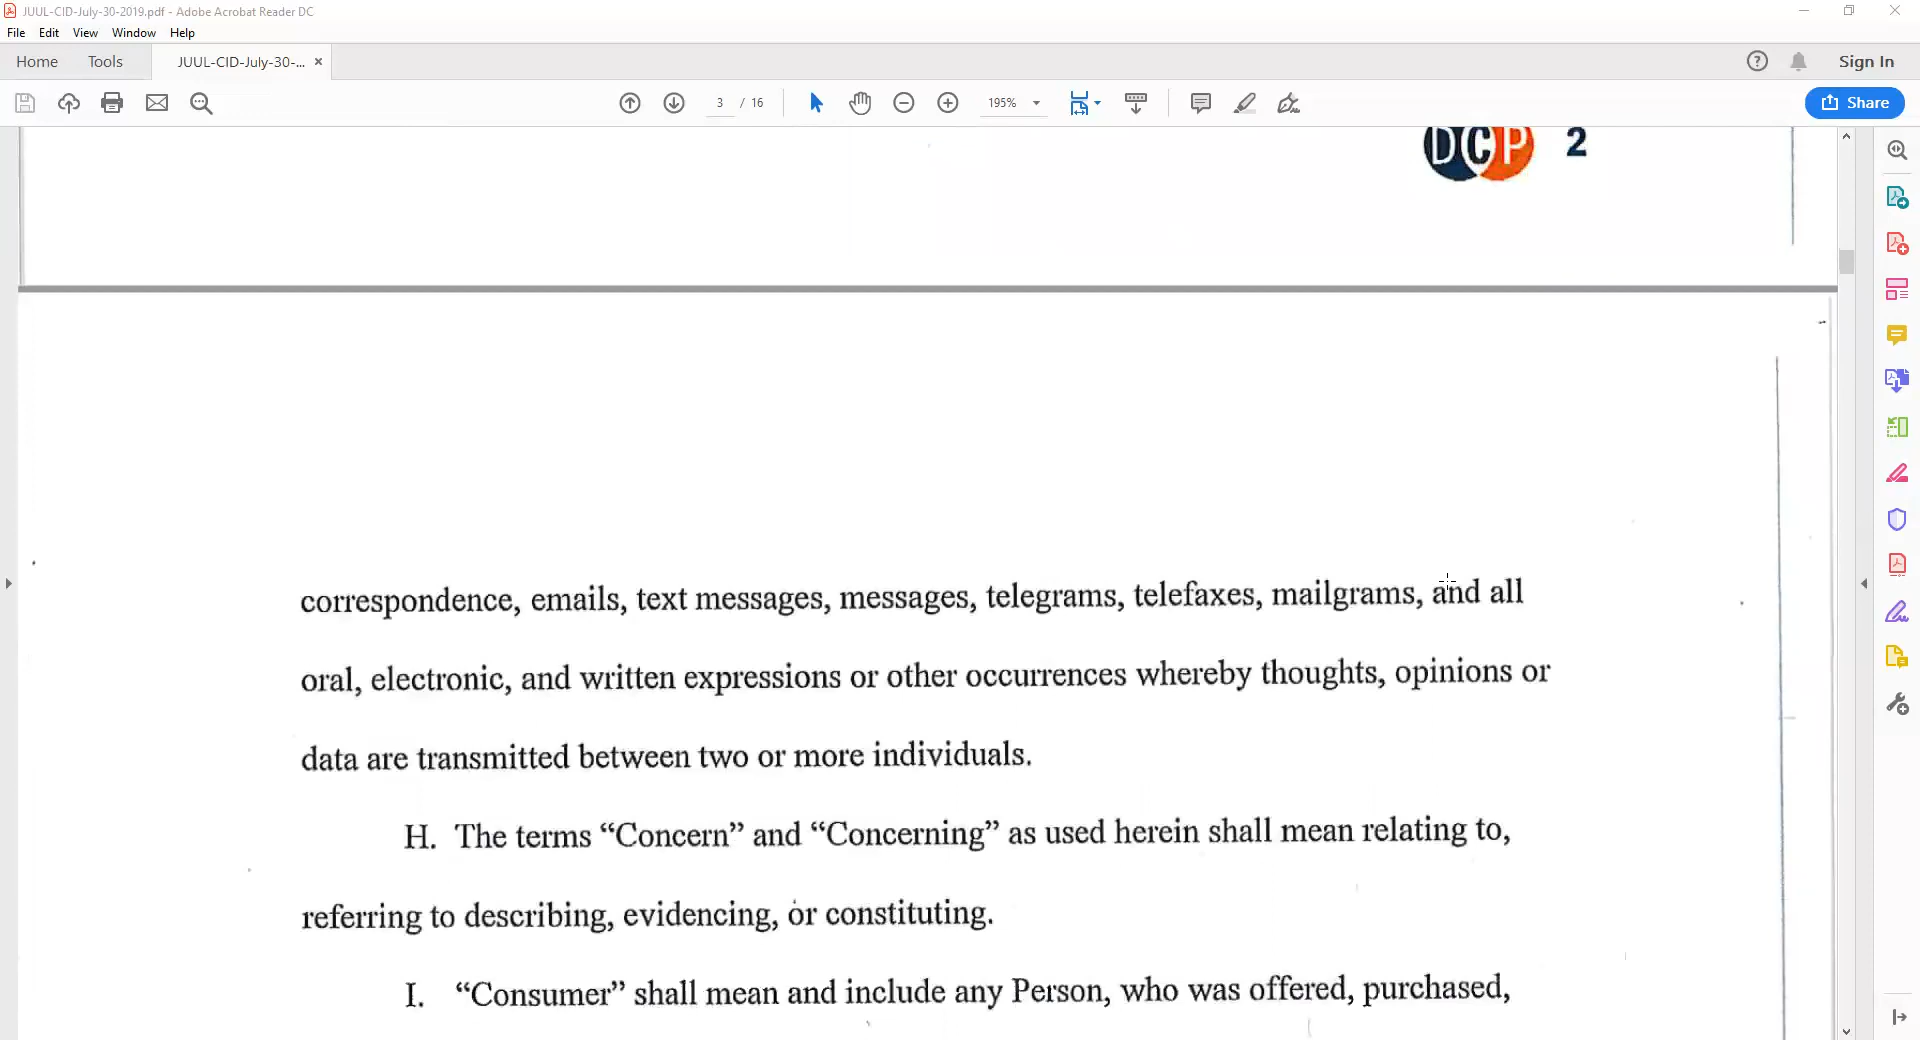 JUUL-CID-July-30-2019.pdf - Adobe Acrobat Reader DC
File Edit View Window Help
Home Tools JUUL-CID-July-30-... × Sign In
3 / 16 195% Share
DCP 2
correspondence, emails, text messages, messages, telegrams, telefaxes, mailgrams, and all
oral, electronic, and written expressions or other occurrences whereby thoughts, opinions or
data are transmitted between two or more individuals.
H. The terms “Concern” and “Concerning” as used herein shall mean relating to,
referring to describing, evidencing, or constituting.
I. “Consumer” shall mean and include any Person, who was offered, purchased,